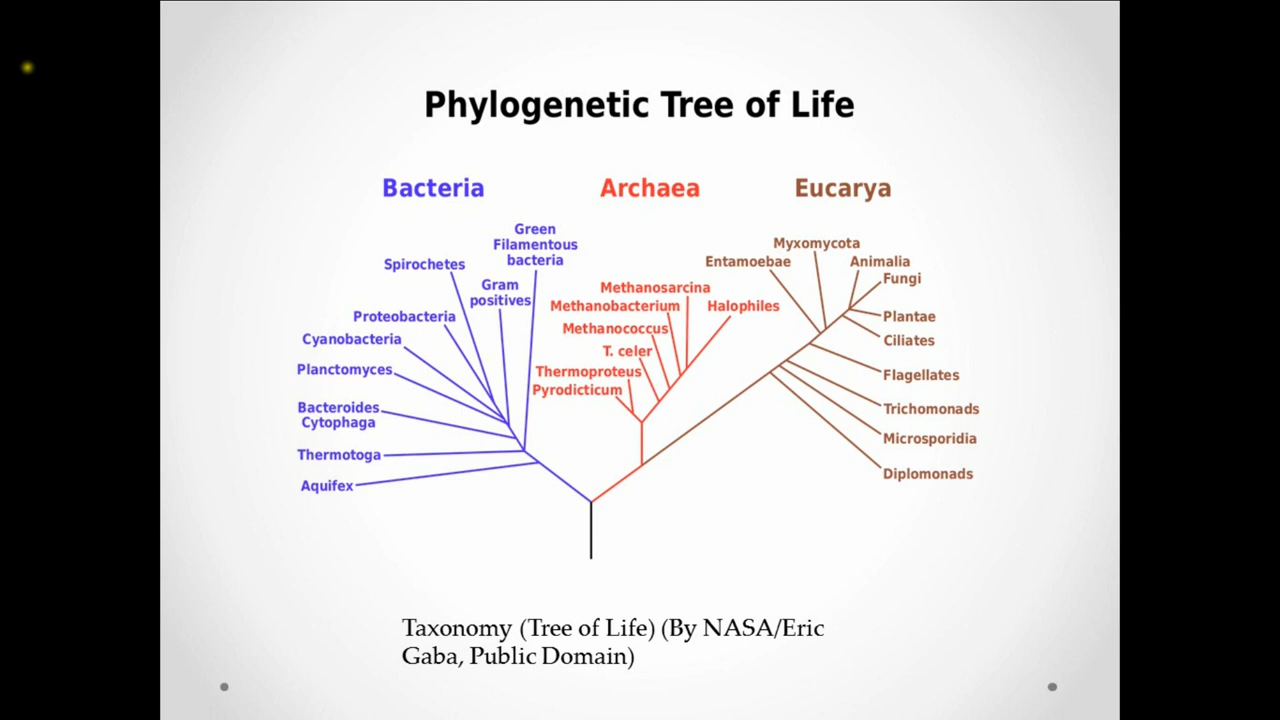 Phylogenetic Tree of Life
Bacteria
Archaea
Eucarya
Green
Filamentous
bacteria
Spirochetes
Gram
positives
Proteobacteria
Cyanobacteria
Planctomyces
Bacteroides
Cytophaga
Thermotoga
Aquifex
Methanosarcina
Methanobacterium
Halophiles
Methanococcus
T. celer
Thermoproteus
Pyrodicticum
Myxomycota
Entamoebae
Animalia
Fungi
Plantae
Ciliates
Flagellates
Trichomonads
Microsporidia
Diplomonads
Taxonomy (Tree of Life) (By NASA/Eric
Gaba, Public Domain)